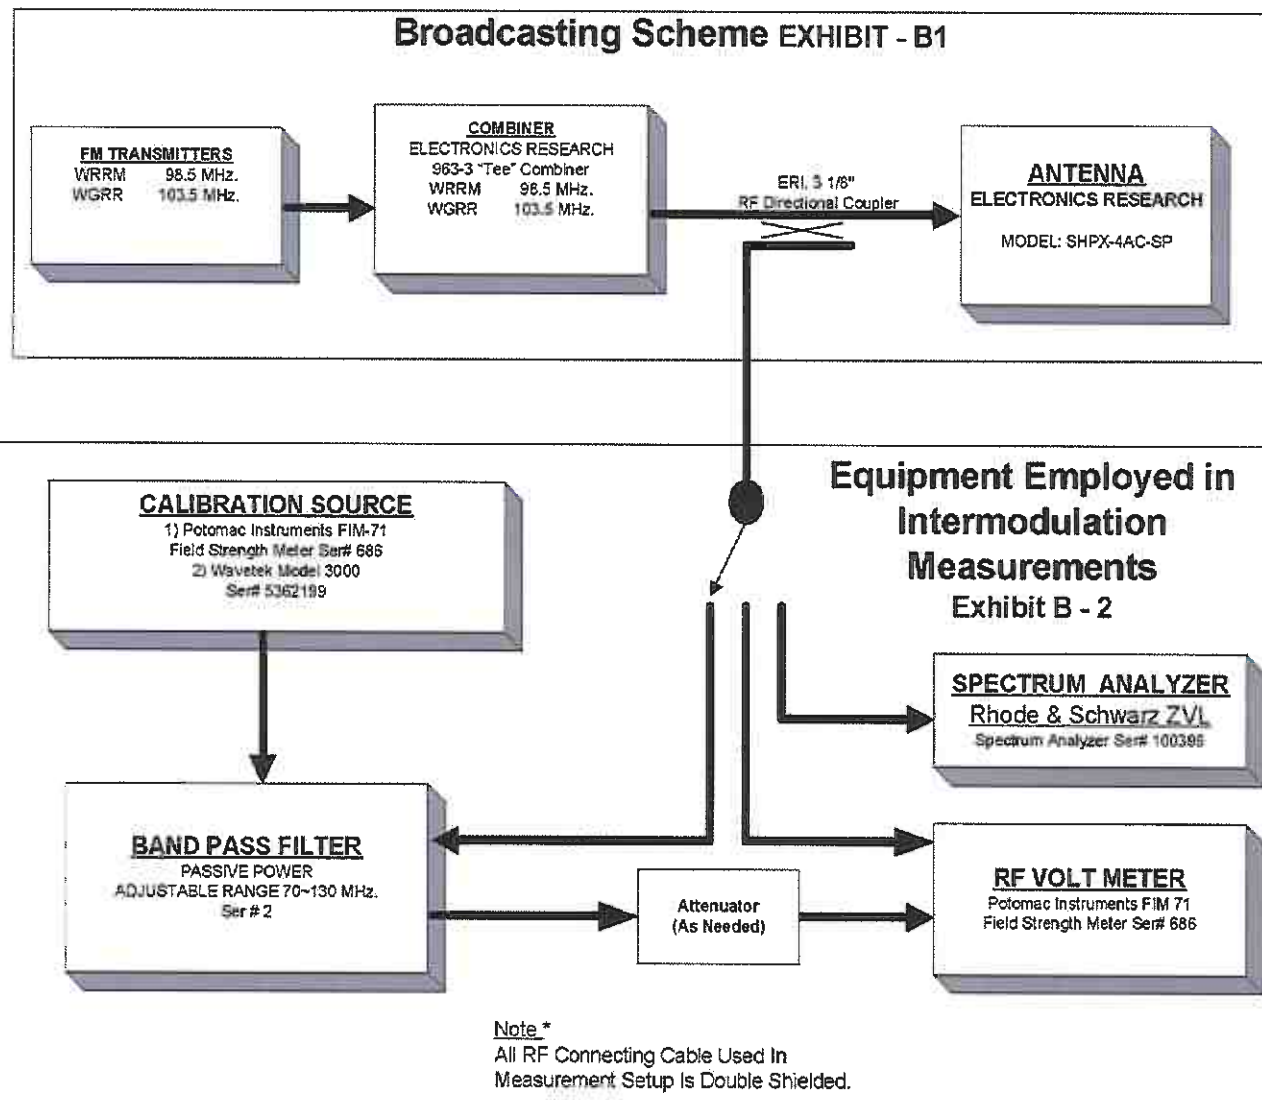 Broadcasting Scheme EXHIBIT - B1
FM TRANSMITTERS
WRRM 98.5 MHz.
WGRR 103.5 MHz.
COMBINER
ELECTRONICS RESEARCH
963-3 "Tee" Combiner
WRRM 98.5 MHz.
WGRR 103.5 MHz.
ERI. 3 1/8"
RF Directional Coupler
ANTENNA
ELECTRONICS RESEARCH
MODEL: SHPX-4AC-SP
Equipment Employed in
Intermodulation
Measurements
Exhibit B - 2
CALIBRATION SOURCE
1) Potomac Instruments FIM-71
Field Strength Meter Ser# 686
2) Wavetek Model 3000
Ser# 5362199
SPECTRUM ANALYZER
Rhode & Schwarz ZVL
Spectrum Analyzer Ser# 100396
BAND PASS FILTER
PASSIVE POWER
ADJUSTABLE RANGE 70~130 MHz.
Ser # 2
Attenuator
(As Needed)
RF VOLT METER
Potomac Instruments FIM 71
Field Strength Meter Ser# 686
Note *
All RF Connecting Cable Used In
Measurement Setup Is Double Shielded.